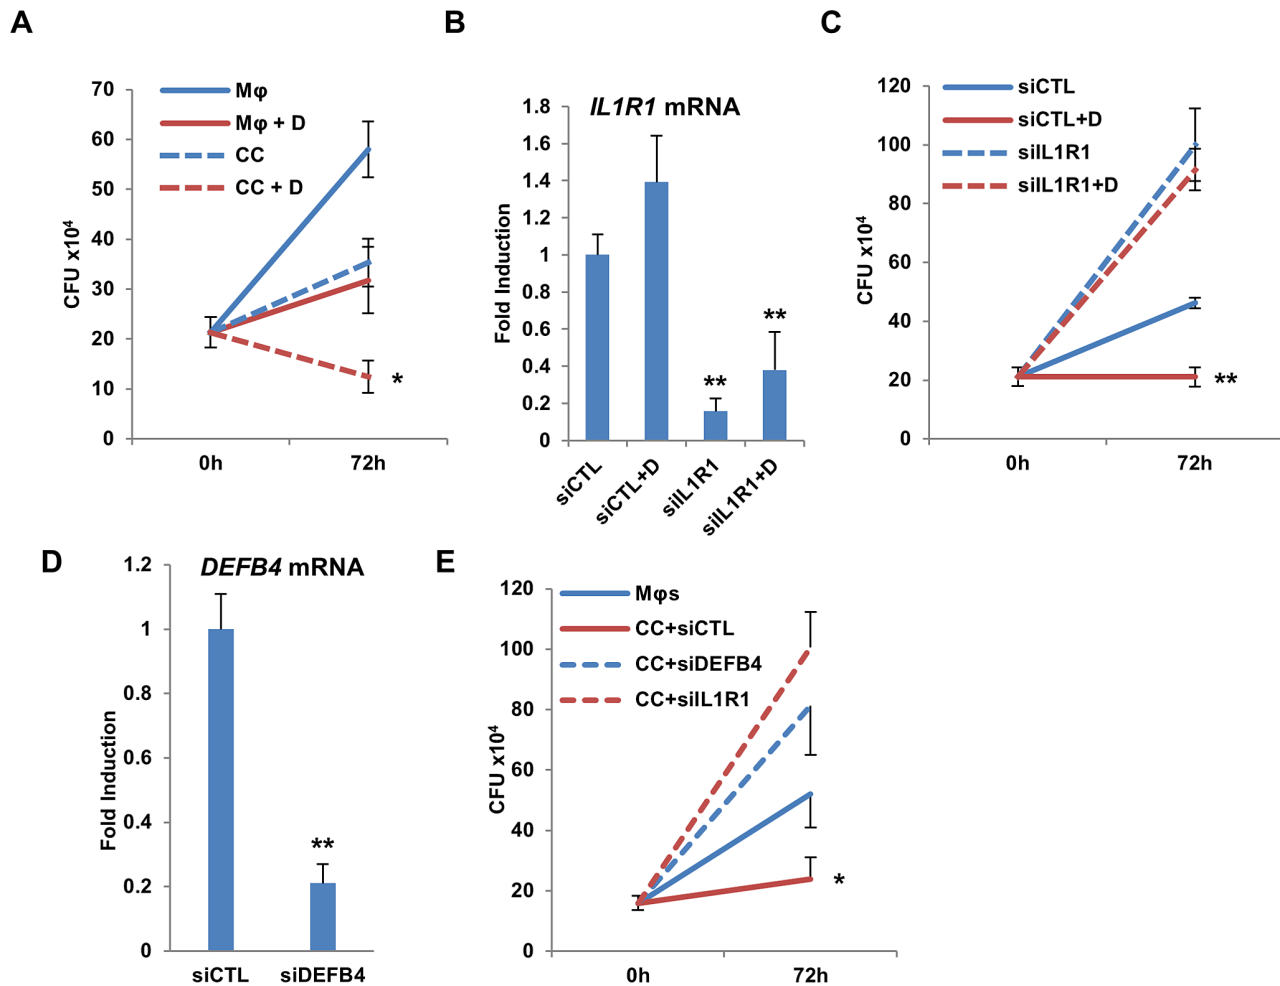 A
Mφ
Mφ + D
CC
CC + D
70
60
50
40
30
20
10
0
CFU x10⁴
0h
72h
*
B
IL1R1 mRNA
1.8
1.6
1.4
1.2
1
0.8
0.6
0.4
0.2
0
Fold Induction
**
**
siCTL
siCTL+D
siIL1R1
siIL1R1+D
C
siCTL
siCTL+D
siIL1R1
siIL1R1+D
120
100
80
60
40
20
0
CFU x10⁴
0h
72h
**
D
DEFB4 mRNA
1.2
1
0.8
0.6
0.4
0.2
0
Fold Induction
**
siCTL
siDEFB4
E
Mφs
CC+siCTL
CC+siDEFB4
CC+siIL1R1
120
100
80
60
40
20
0
CFU x10⁴
0h
72h
*